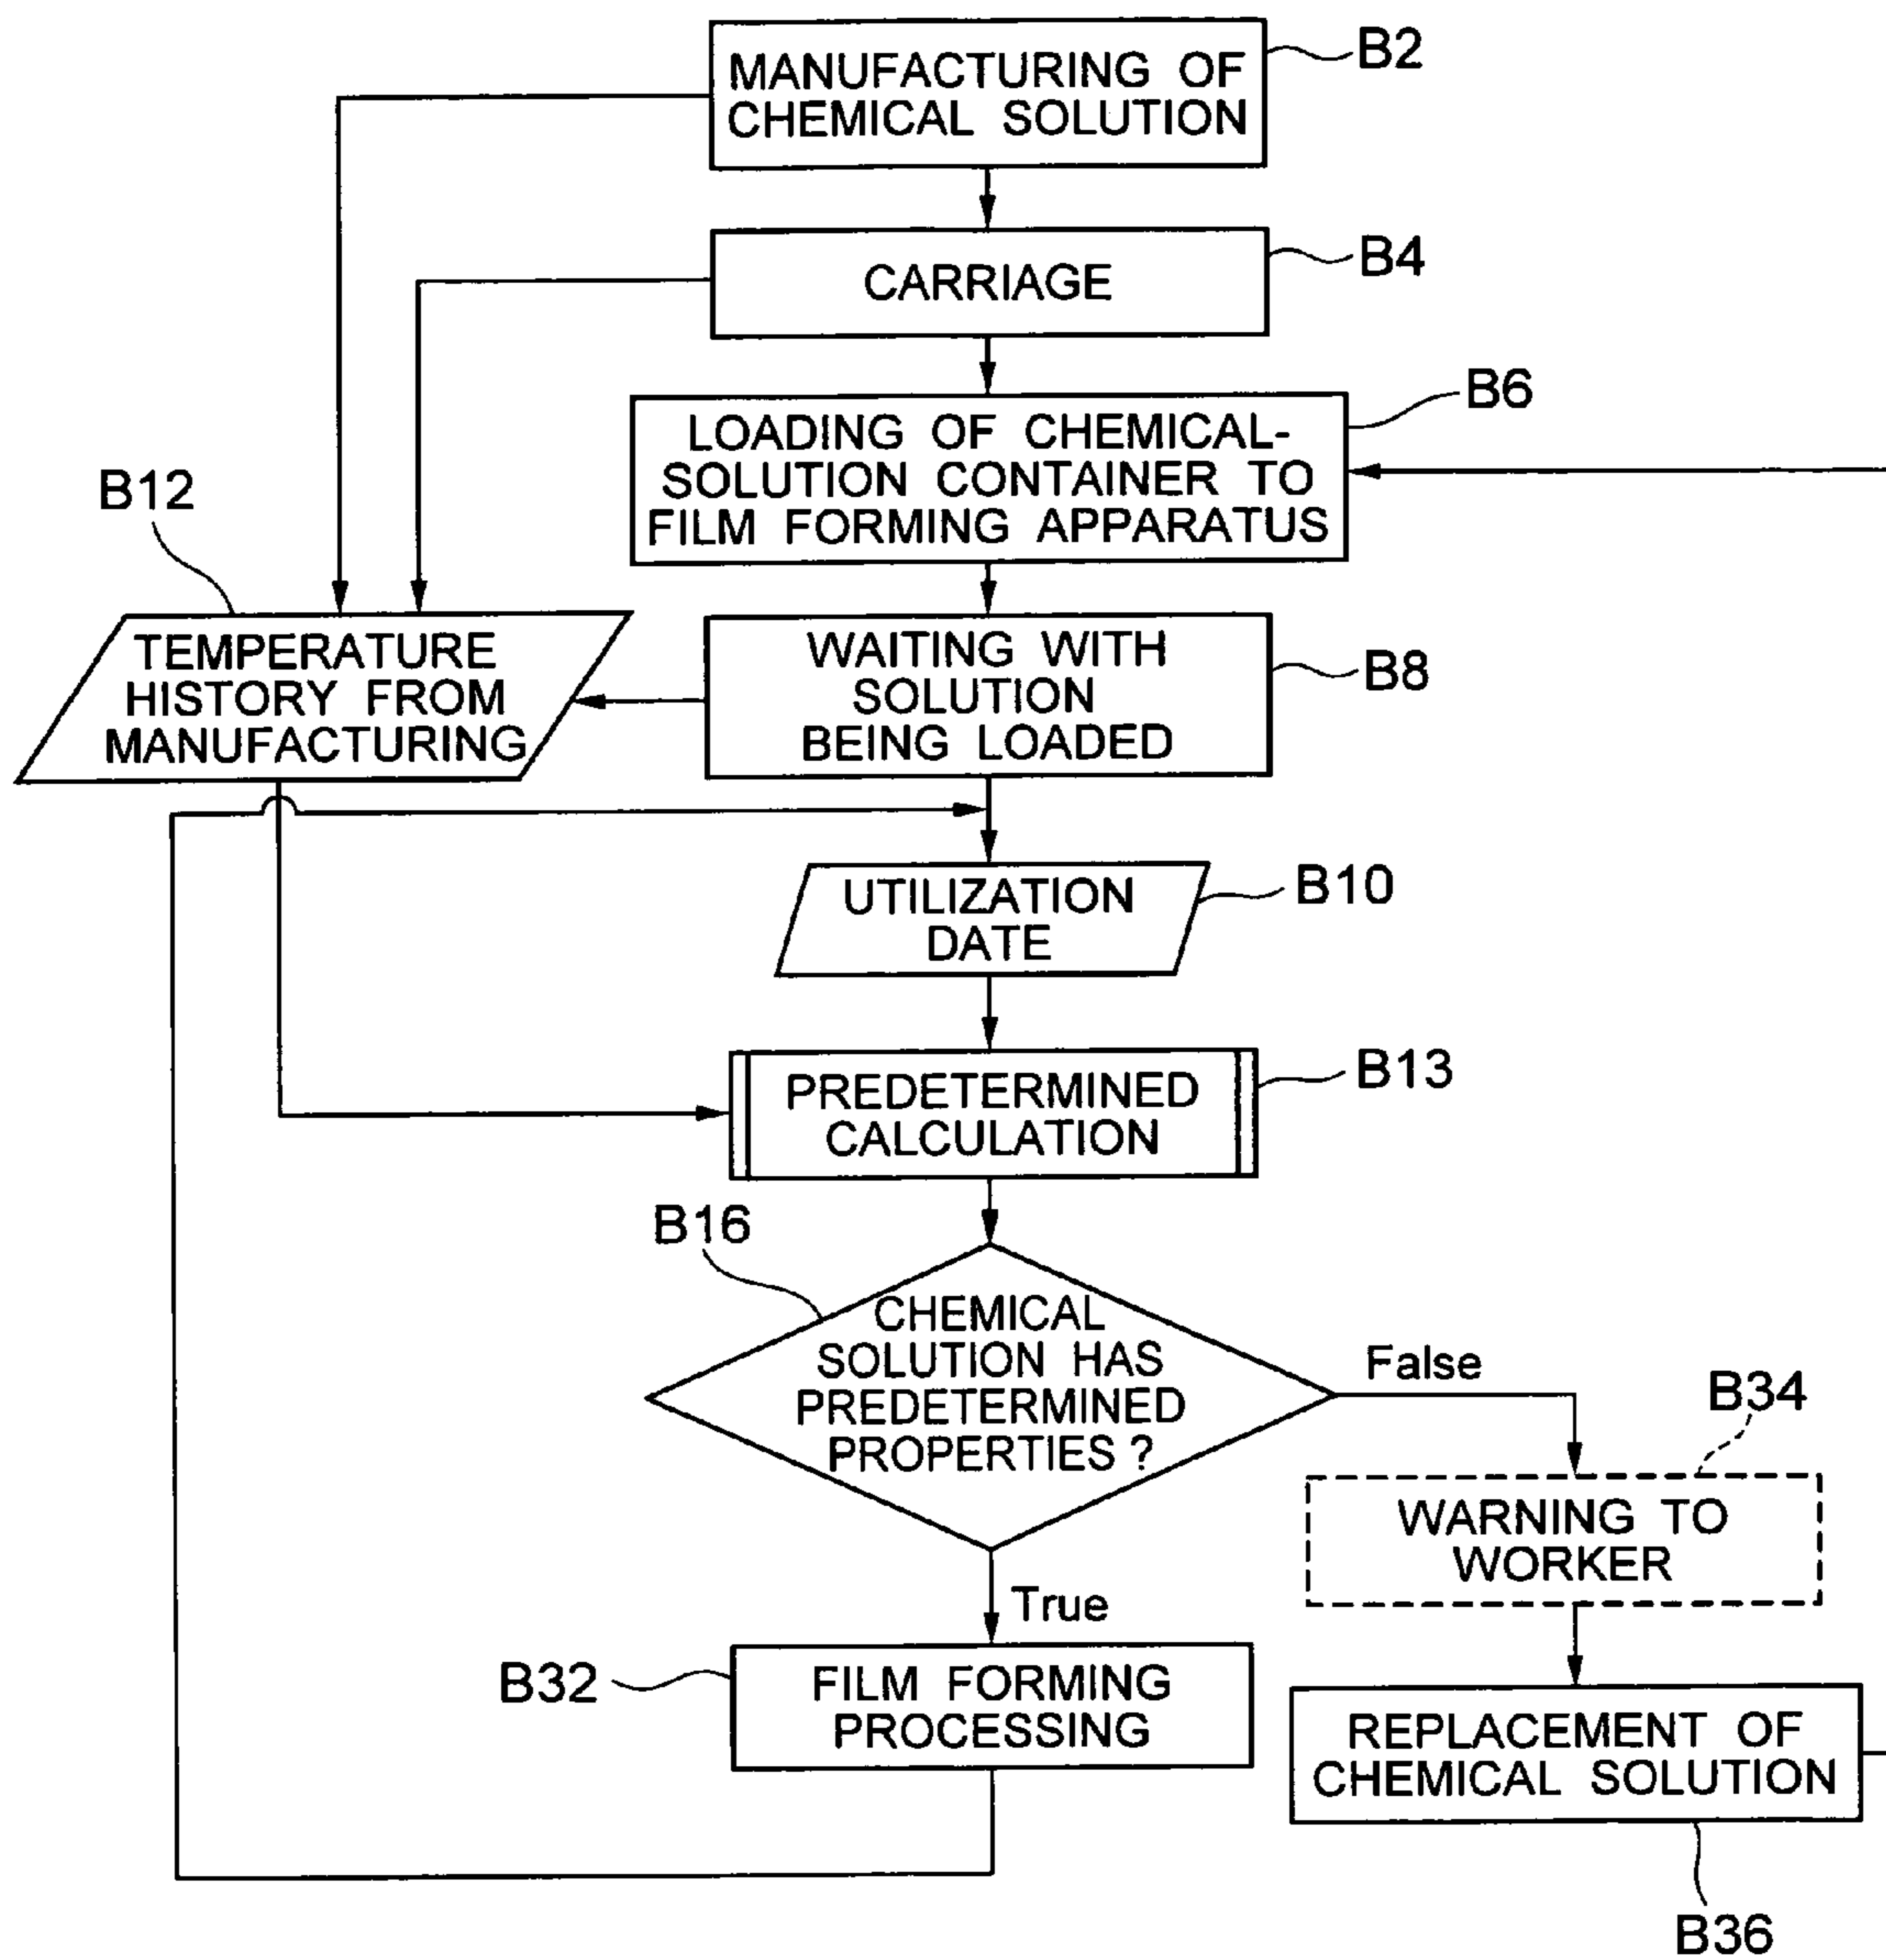 MANUFACTURING OF
CHEMICAL SOLUTION
B2
CARRIAGE
B4
LOADING OF CHEMICAL-
SOLUTION CONTAINER TO
FILM FORMING APPARATUS
B6
B12
TEMPERATURE
HISTORY FROM
MANUFACTURING
WAITING WITH
SOLUTION
BEING LOADED
B8
UTILIZATION
DATE
B10
PREDETERMINED
CALCULATION
B13
B16
CHEMICAL
SOLUTION HAS
PREDETERMINED
PROPERTIES ?
False
B34
WARNING TO
WORKER
True
B32
FILM FORMING
PROCESSING
REPLACEMENT OF
CHEMICAL SOLUTION
B36